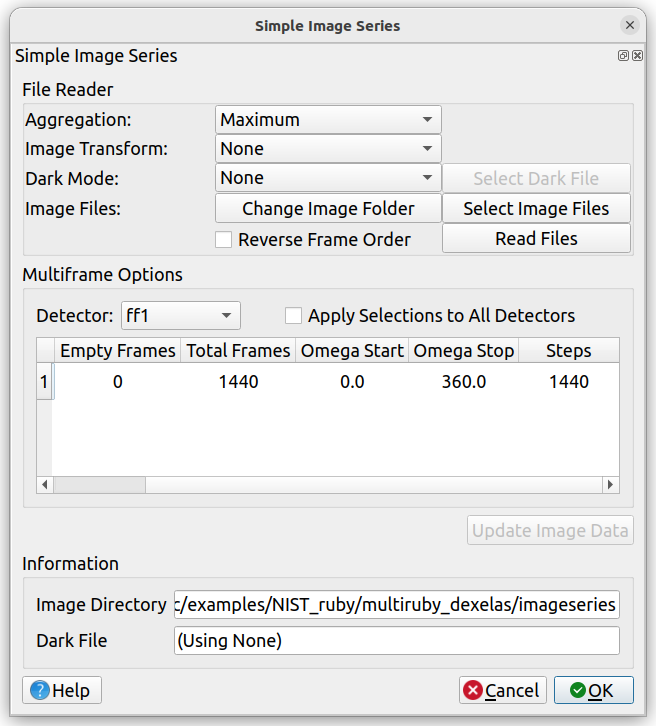 Simple Image Series
Simple Image Series
File Reader
Aggregation: Maximum
Image Transform: None
Dark Mode: None Select Dark File
Image Files: Change Image Folder Select Image Files
Reverse Frame Order Read Files
Multiframe Options
Detector: ff1 Apply Selections to All Detectors
Empty Frames Total Frames Omega Start Omega Stop Steps
1 0 1440 0.0 360.0 1440
Update Image Data
Information
Image Directory c/examples/NIST_ruby/multiruby_dexelas/imageseries
Dark File (Using None)
Help Cancel OK